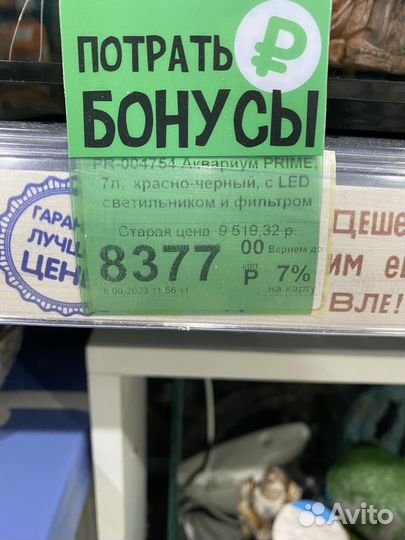 ПОТРАТЬ
₽
БОНУСЫ
PR-004754 Аквариум PRIME,
7л, красно-черный, с LED
светильником и фильтром
Старая цена 9 519,32 р.
8377 00 коп Р
Вернем до
7%
на карту
16 09 2023 11:56:11
ГАРАН
ЛУЧШ
ЦЕН
ДЕШЕ
ИМ
ВЛЕ!
Avito